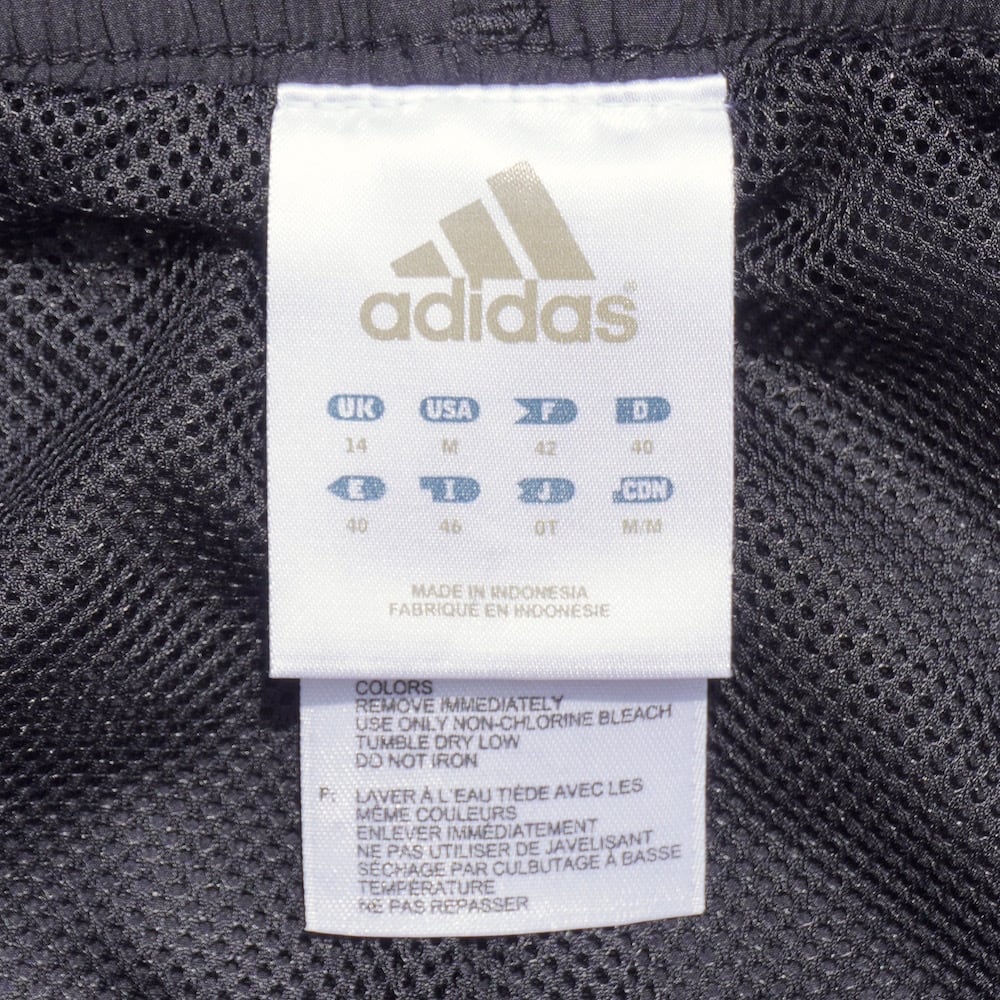 adidas®
UK USA F D
14 M 42 40
E I J CDN
40 46 OT M/M
MADE IN INDONESIA
FABRIQUÉ EN INDONESIE
COLORS
REMOVE IMMEDIATELY
USE ONLY NON-CHLORINE BLEACH
TUMBLE DRY LOW
DO NOT IRON
F: LAVER À L'EAU TIÈDE AVEC LES
MÊME COULEURS
ENLEVER IMMÉDIATEMENT
NE PAS UTILISER DE JAVELISANT
SÉCHAGE PAR CULBUTAGE À BASSE
TEMPÉRATURE
NE PAS REPASSER